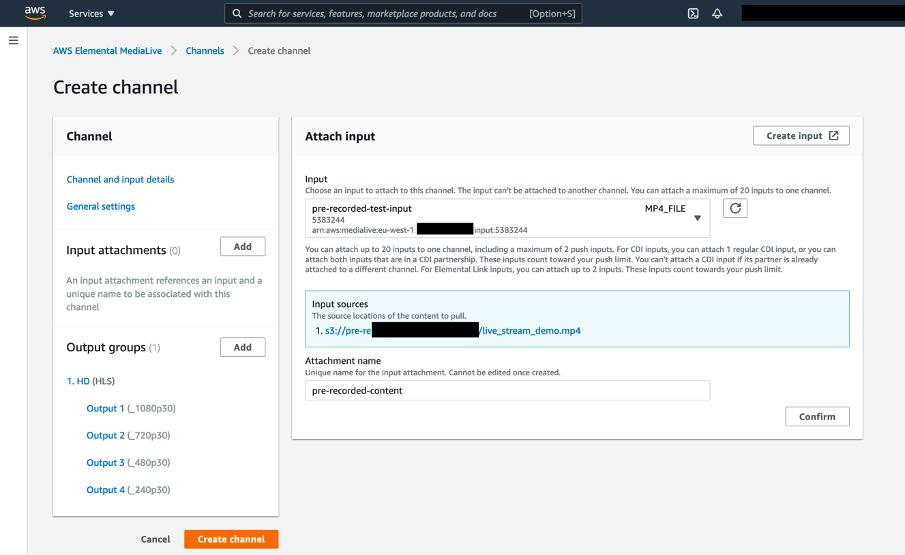 aws
Services ▼
Search for services, features, marketplace products, and docs [Option+S]
AWS Elemental MediaLive > Channels > Create channel
Create channel
Channel
Channel and input details
General settings
Input attachments (0) Add
An input attachment references an input and a
unique name to be associated with this
channel
Output groups (1) Add
1. HD (HLS)
Output 1 (_1080p30)
Output 2 (_720p30)
Output 3 (_480p30)
Output 4 (_240p30)
Cancel Create channel
Attach input Create input
Input
Choose an input to attach to this channel. The input can't be attached to another channel. You can attach a maximum of 20 inputs to one channel.
pre-recorded-test-input MP4_FILE
5383244
arn:aws:medialive:eu-west-1: input:5383244
You can attach up to 20 inputs to one channel, including a maximum of 2 push inputs. For CDI inputs, you can attach 1 regular CDI input, or you can
attach both inputs that are in a CDI partnership. These inputs count toward your push limit. You can't attach a CDI input if its partner is already
attached to a different channel. For Elemental Link inputs, you can attach up to 2 inputs. These inputs count towards your push limit.
Input sources
The source locations of the content to pull.
1. s3://pre-re /live_stream_demo.mp4
Attachment name
Unique name for the input attachment. Cannot be edited once created.
pre-recorded-content
Confirm